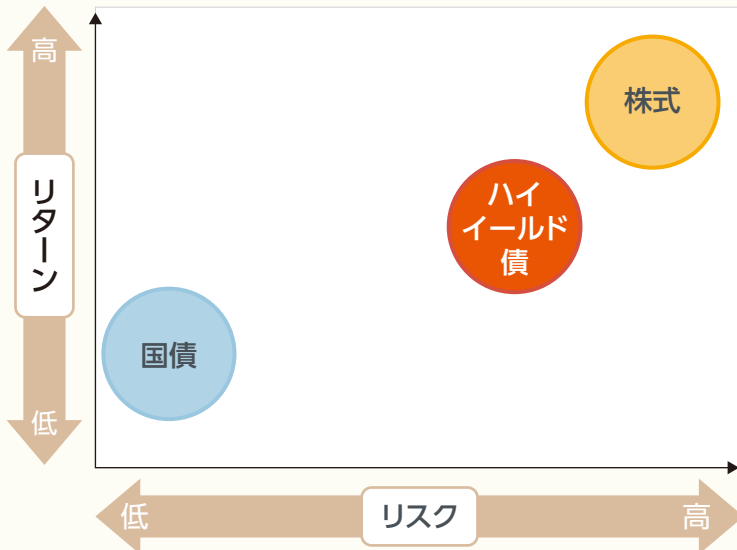 高
株式
リターン
ハイ
イールド
債
国債
低
低
リスク
高